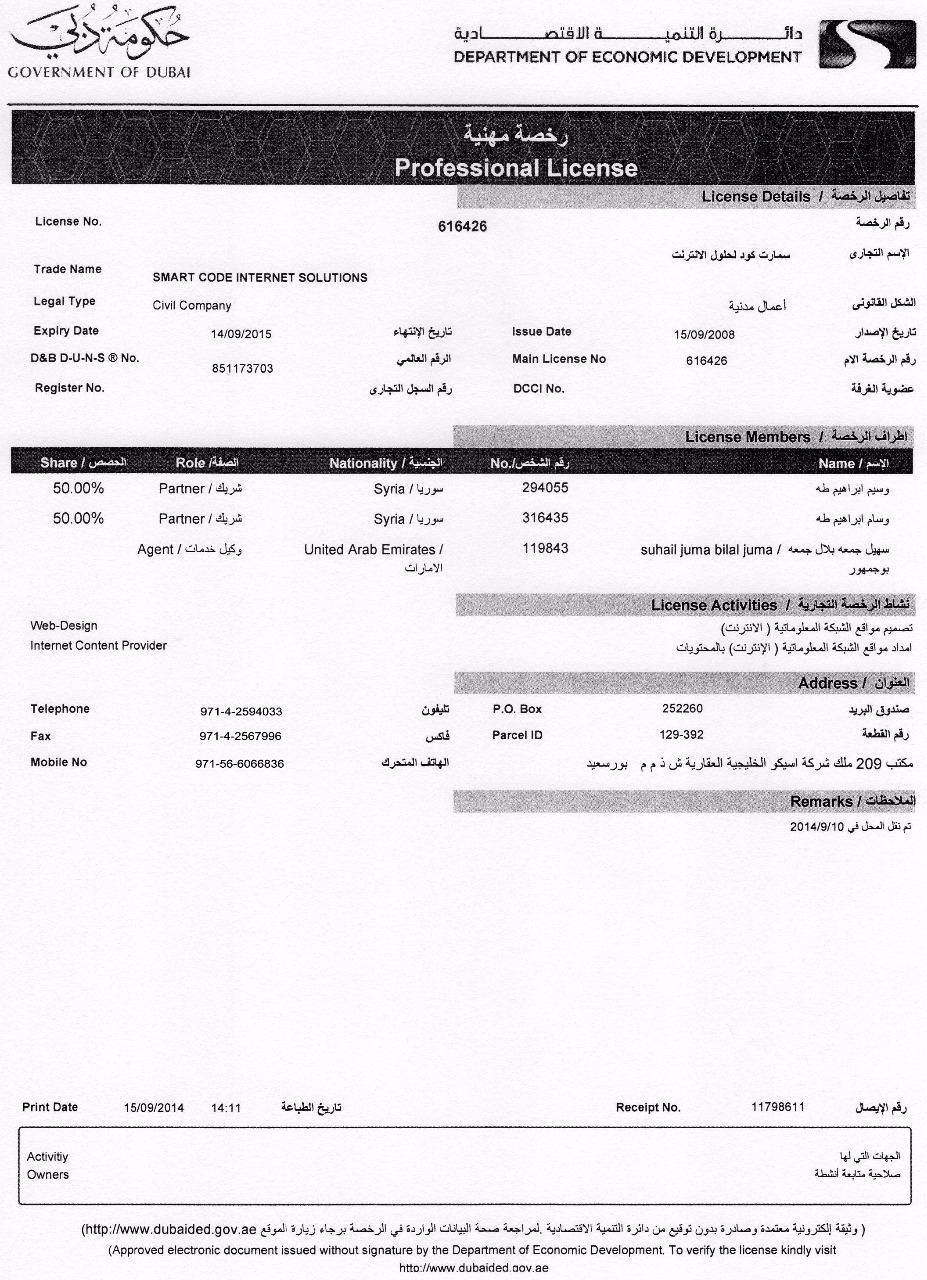 حكومة دبي
GOVERNMENT OF DUBAI
دائرة التنمية الاقتصادية
DEPARTMENT OF ECONOMIC DEVELOPMENT
رخصة مهنية
Professional License
License Details / تفاصيل الرخصة
License No. 616426 رقم الرخصة
سمارت كود لحلول الانترنت الإسم التجارى
Trade Name SMART CODE INTERNET SOLUTIONS
Legal Type Civil Company أعمال مدنية الشكل القانونى
Expiry Date 14/09/2015 تاريخ الإنتهاء Issue Date 15/09/2008 تاريخ الإصدار
D&B D-U-N-S ® No. 851173703 الرقم العالمي Main License No 616426 رقم الرخصة الام
Register No. رقم السجل التجارى DCCI No. عضوية الغرفة
License Members / اطراف الرخصة
Share / الحصص Role /الصفة Nationality / الجنسية No./رقم الشخص Name / الاسم
50.00% Partner / شريك Syria / سوريا 294055 وسيم ابراهيم طه
50.00% Partner / شريك Syria / سوريا 316435 وسام ابراهيم طه
Agent / وكيل خدمات United Arab Emirates / 119843 suhail juma bilal juma / سهيل جمعه بلال جمعه
الامارات بوجمهور
License Activities / نشاط الرخصة التجارية
Web-Design تصميم مواقع الشبكة المعلوماتية ( الانترنت)
Internet Content Provider امداد مواقع الشبكة المعلوماتية ( الإنترنت) بالمحتويات
Address / العنوان
Telephone 971-4-2594033 تليفون P.O. Box 252260 صندوق البريد
Fax 971-4-2567996 فاكس Parcel ID 129-392 رقم القطعة
Mobile No 971-56-6066836 الهاتف المتحرك مكتب 209 ملك شركة اسيكو الخليجية العقارية ش ذ م م بورسعيد
Remarks / الملاحظات
تم نقل المحل في 2014/9/10
Print Date 15/09/2014 14:11 تاريخ الطباعة Receipt No. 11798611 رقم الإيصال
Activitiy الجهات التي لها
Owners صلاحية متابعة أنشطة
( وثيقة إلكترونية معتمدة وصادرة بدون توقيع من دائرة التنمية الاقتصادية .لمراجعة صحة البيانات الواردة في الرخصة برجاء زيارة الموقع http://www.dubaided.gov.ae)
(Approved electronic document issued without signature by the Department of Economic Development. To verify the license kindly visit
http://www.dubaided.gov.ae